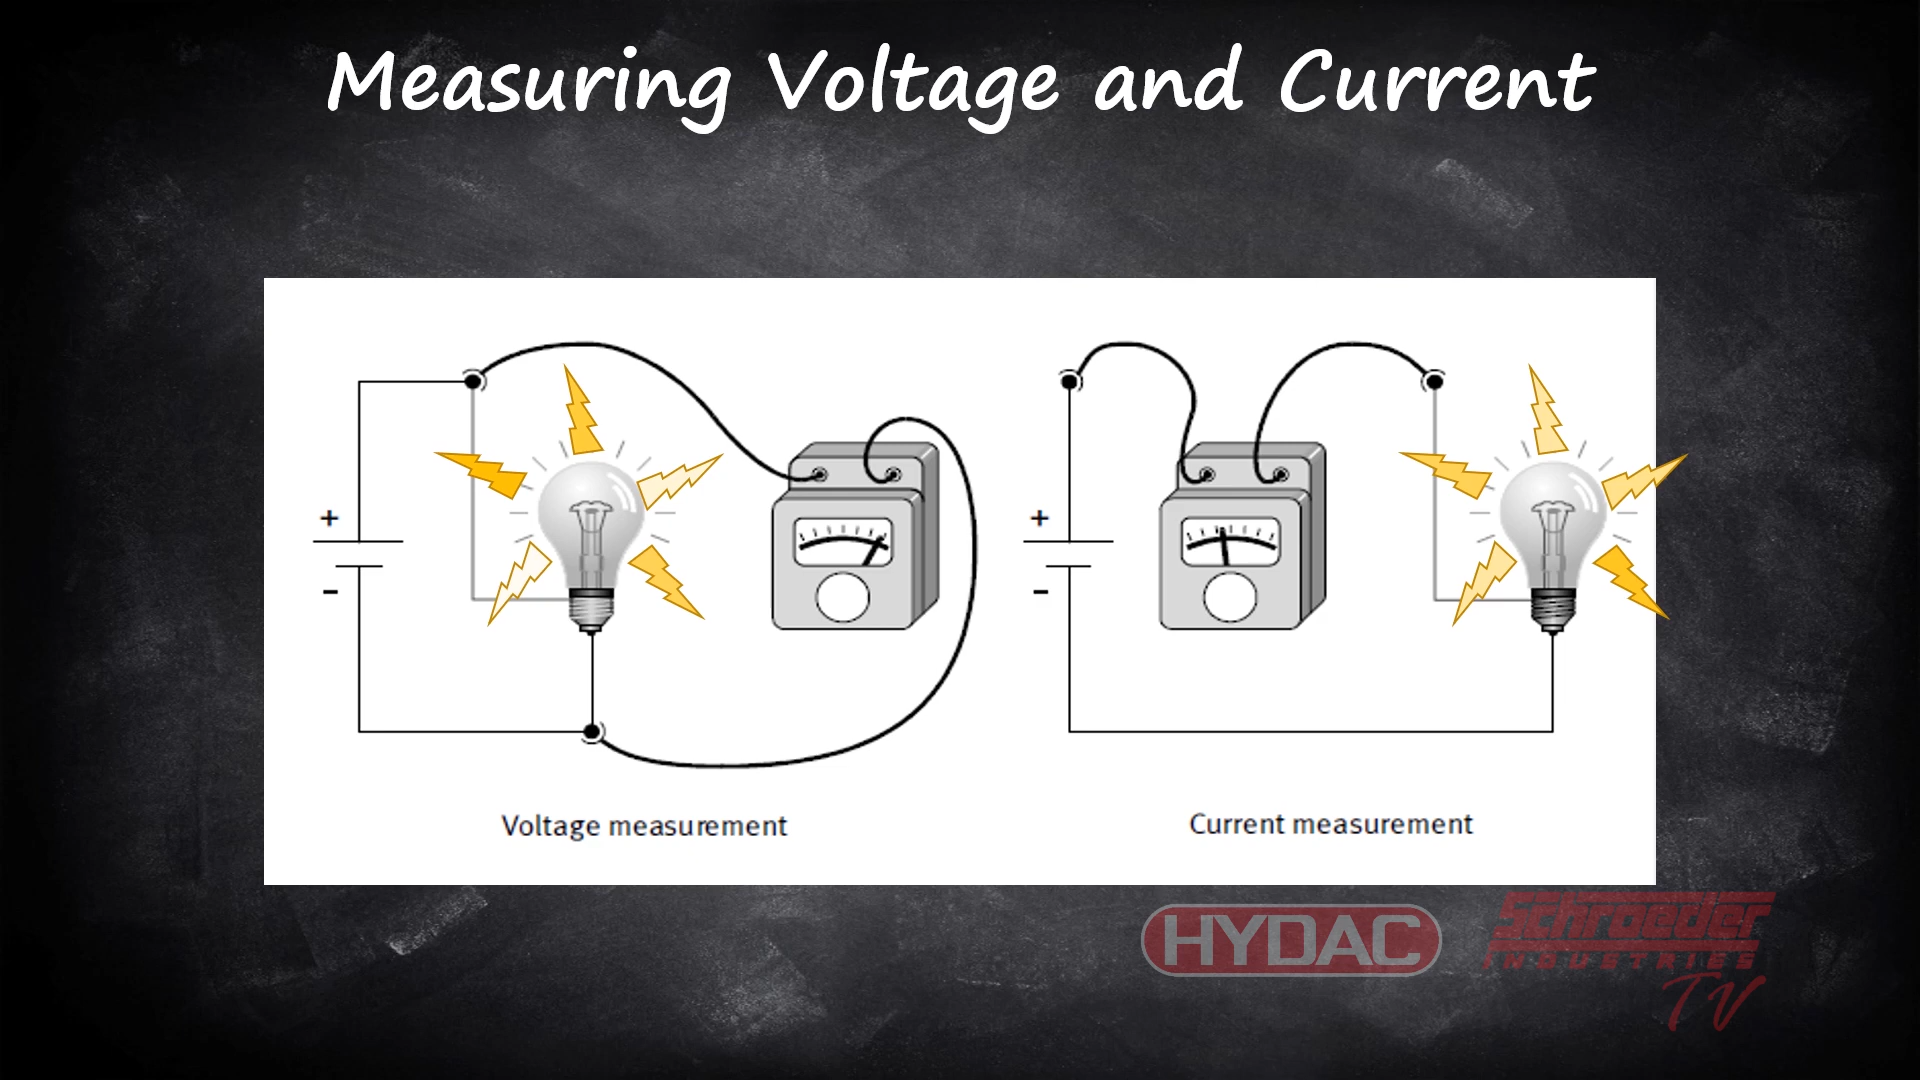 Measuring Voltage and Current
+
-
+
-
Voltage measurement
Current measurement
HYDAC
Schroeder
INDUSTRIES
TV